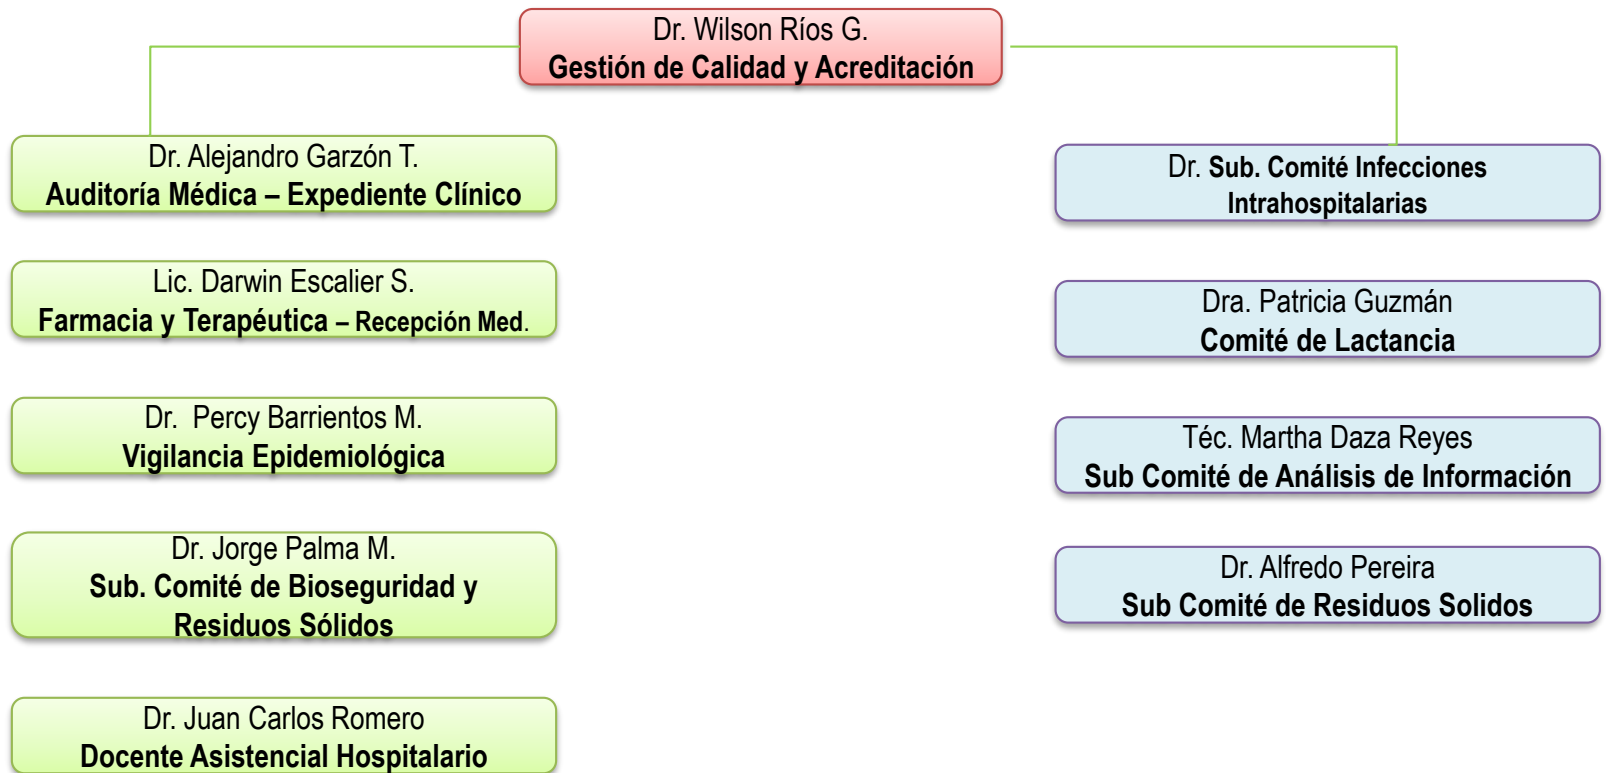 Dr. Wilson Ríos G.
Gestión de Calidad y Acreditación
Dr. Alejandro Garzón T.
Auditoría Médica – Expediente Clínico
Lic. Darwin Escalier S.
Farmacia y Terapéutica – Recepción Med.
Dr. Percy Barrientos M.
Vigilancia Epidemiológica
Dr. Jorge Palma M.
Sub. Comité de Bioseguridad y
Residuos Sólidos
Dr. Juan Carlos Romero
Docente Asistencial Hospitalario
Dr. Sub. Comité Infecciones
Intrahospitalarias
Dra. Patricia Guzmán
Comité de Lactancia
Téc. Martha Daza Reyes
Sub Comité de Análisis de Información
Dr. Alfredo Pereira
Sub Comité de Residuos Solidos